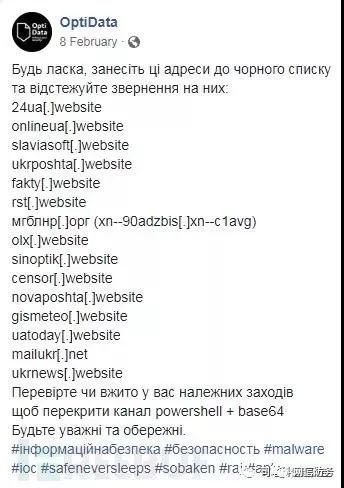 Opti
Data
OptiData
8 February ·
Будь ласка, занесіть ці адреси до чорного списку
та відстежуйте звернення на них:
24ua[.]website
onlineua[.]website
slaviasoft[.]website
ukrposhta[.]website
fakty[.]website
rst[.]website
мгблнр[.]орг (xn--90adzbis[.]xn--c1avg)
olx[.]website
sinoptik[.]website
censor[.]website
novaposhta[.]website
gismeteo[.]website
uatoday[.]website
mailukr[.]net
ukrnews[.]website
Перевірте чи вжито у вас належних заходів
щоб перекрити канал powershell + base64
Будьте уважні та обережні.
#інформаційнабезпека #безопасность #malware
#ioc #safeneversleeps #sobaken